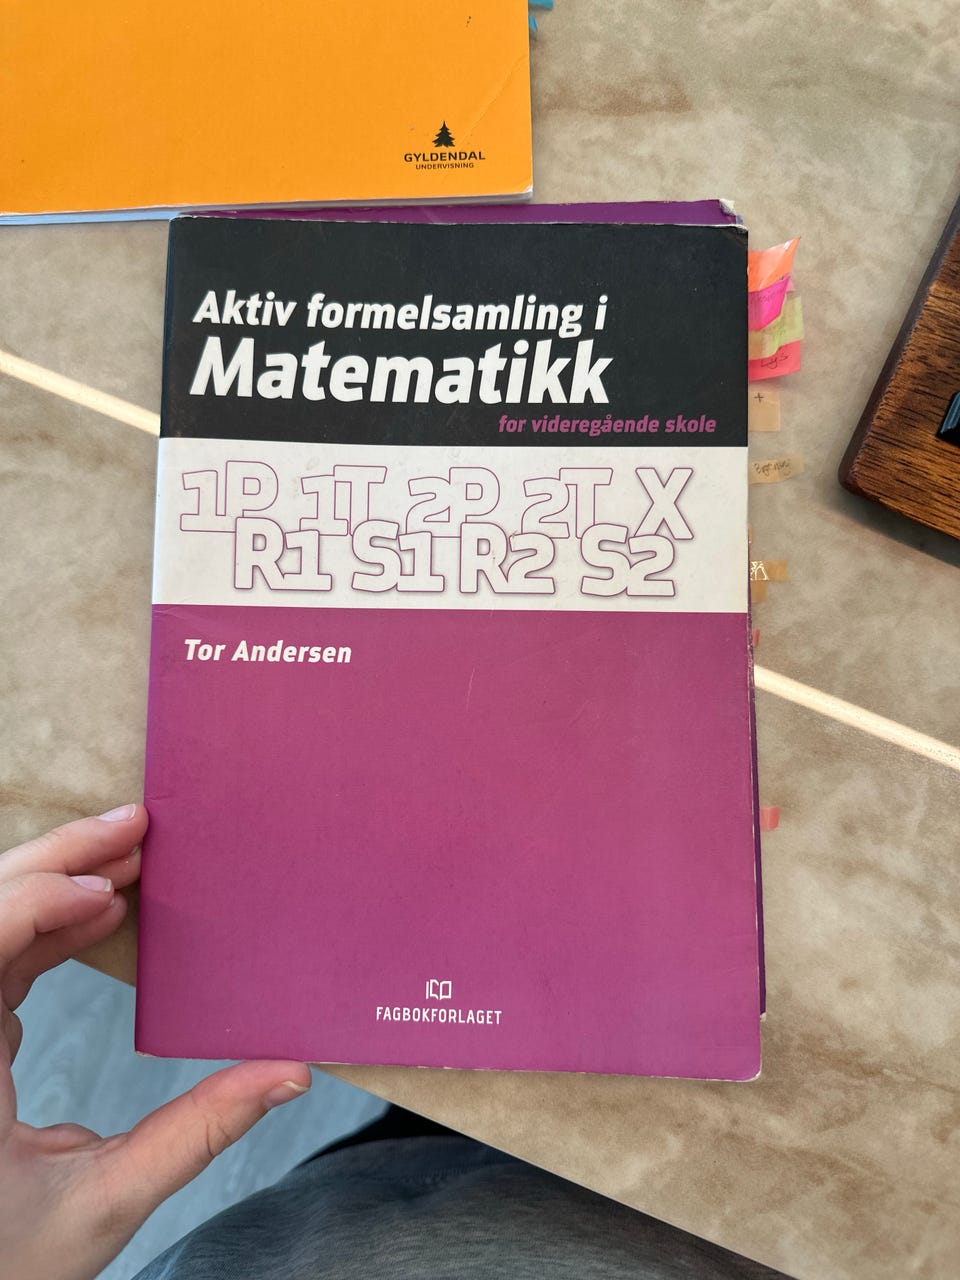 GYLDENDAL
UNDERVISNING
Aktiv formelsamling i
Matematikk
for videregående skole
1P 1T 2P 2T X
R1 S1 R2 S2
Tor Andersen
FAGBOKFORLAGET
Lys
+